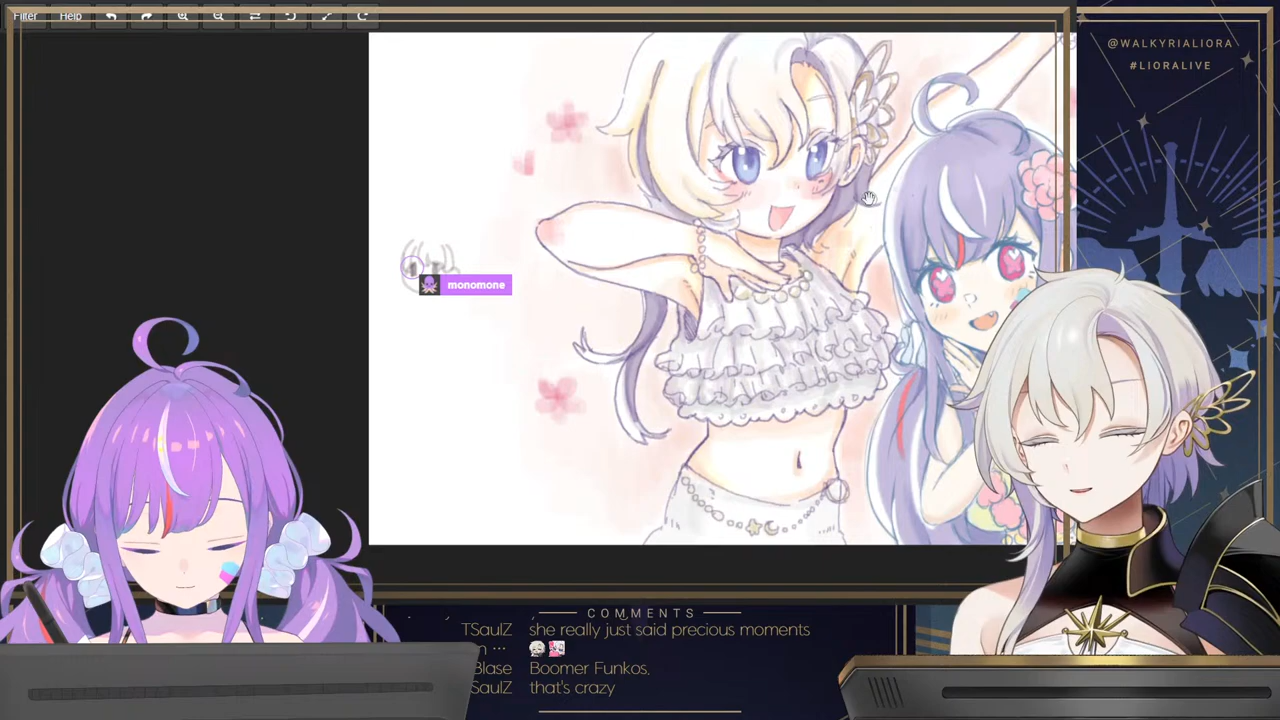 Filter Help
@WALKYRIALIORA
#LIORALIVE
monomone
COMMENTS
TSaulZ she really just said precious moments
Blase Boomer Funkos,
SaulZ that's crazy